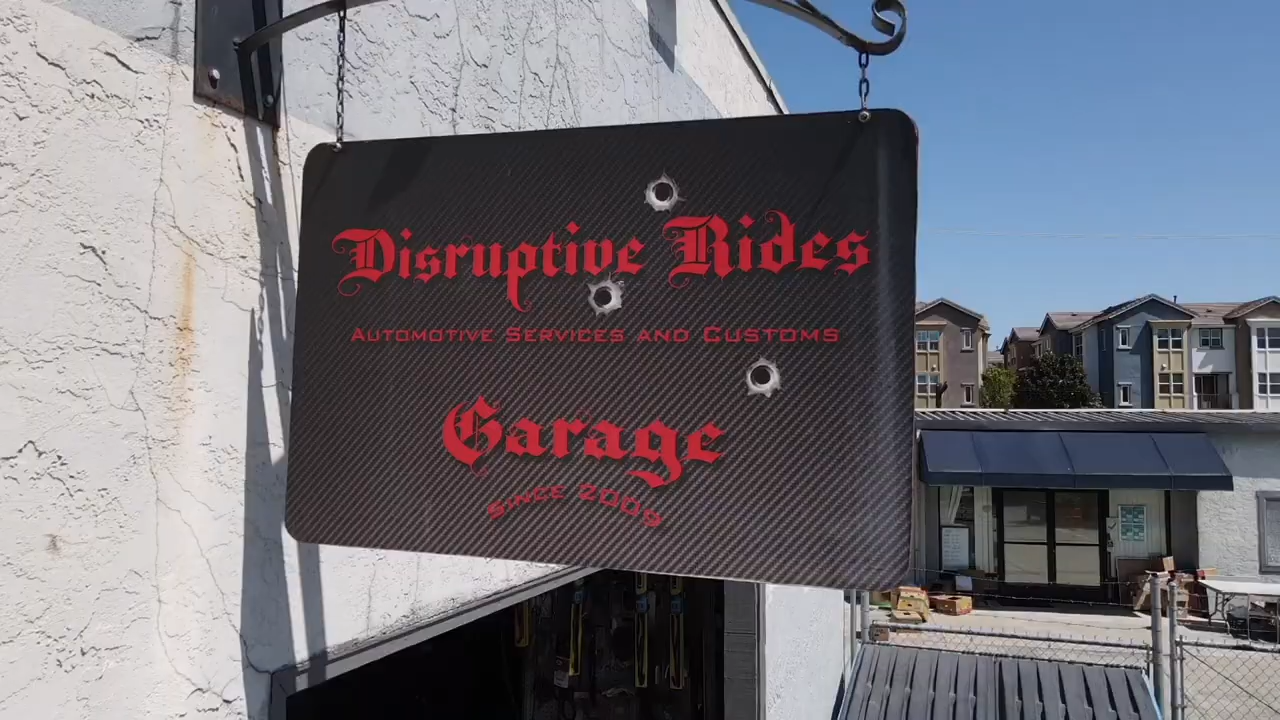 Disruptive Rides
Automotive Services and Customs
Garage
Since 2009